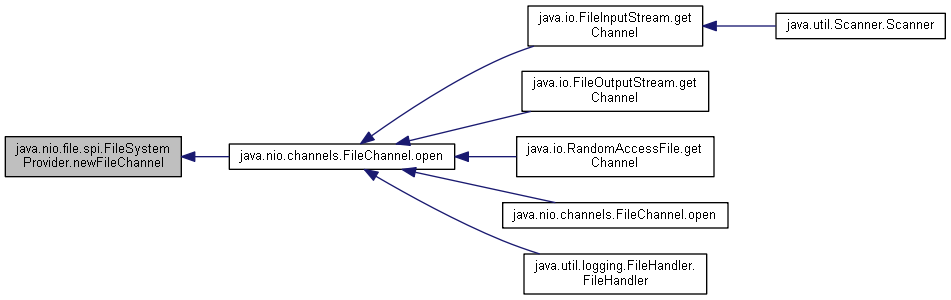 java.io.FileInputStream.get
Channel
java.util.Scanner.Scanner
java.io.FileOutputStream.get
Channel
java.nio.file.spi.FileSystem
Provider.newFileChannel
java.nio.channels.FileChannel.open
java.io.RandomAccessFile.get
Channel
java.nio.channels.FileChannel.open
java.util.logging.FileHandler.
FileHandler